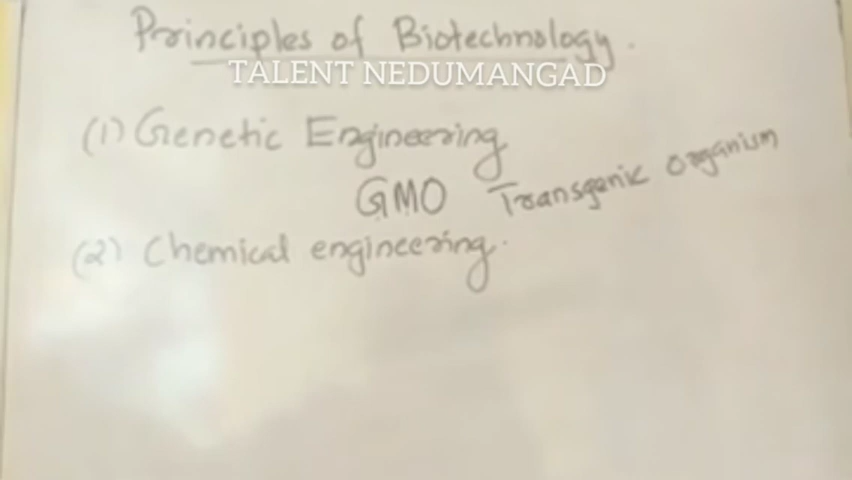 Principles of Biotechnology.
TALENT NEDUMANGAD
(1) Genetic Engineering
GMO Transgenic organism
(2) Chemical engineering.